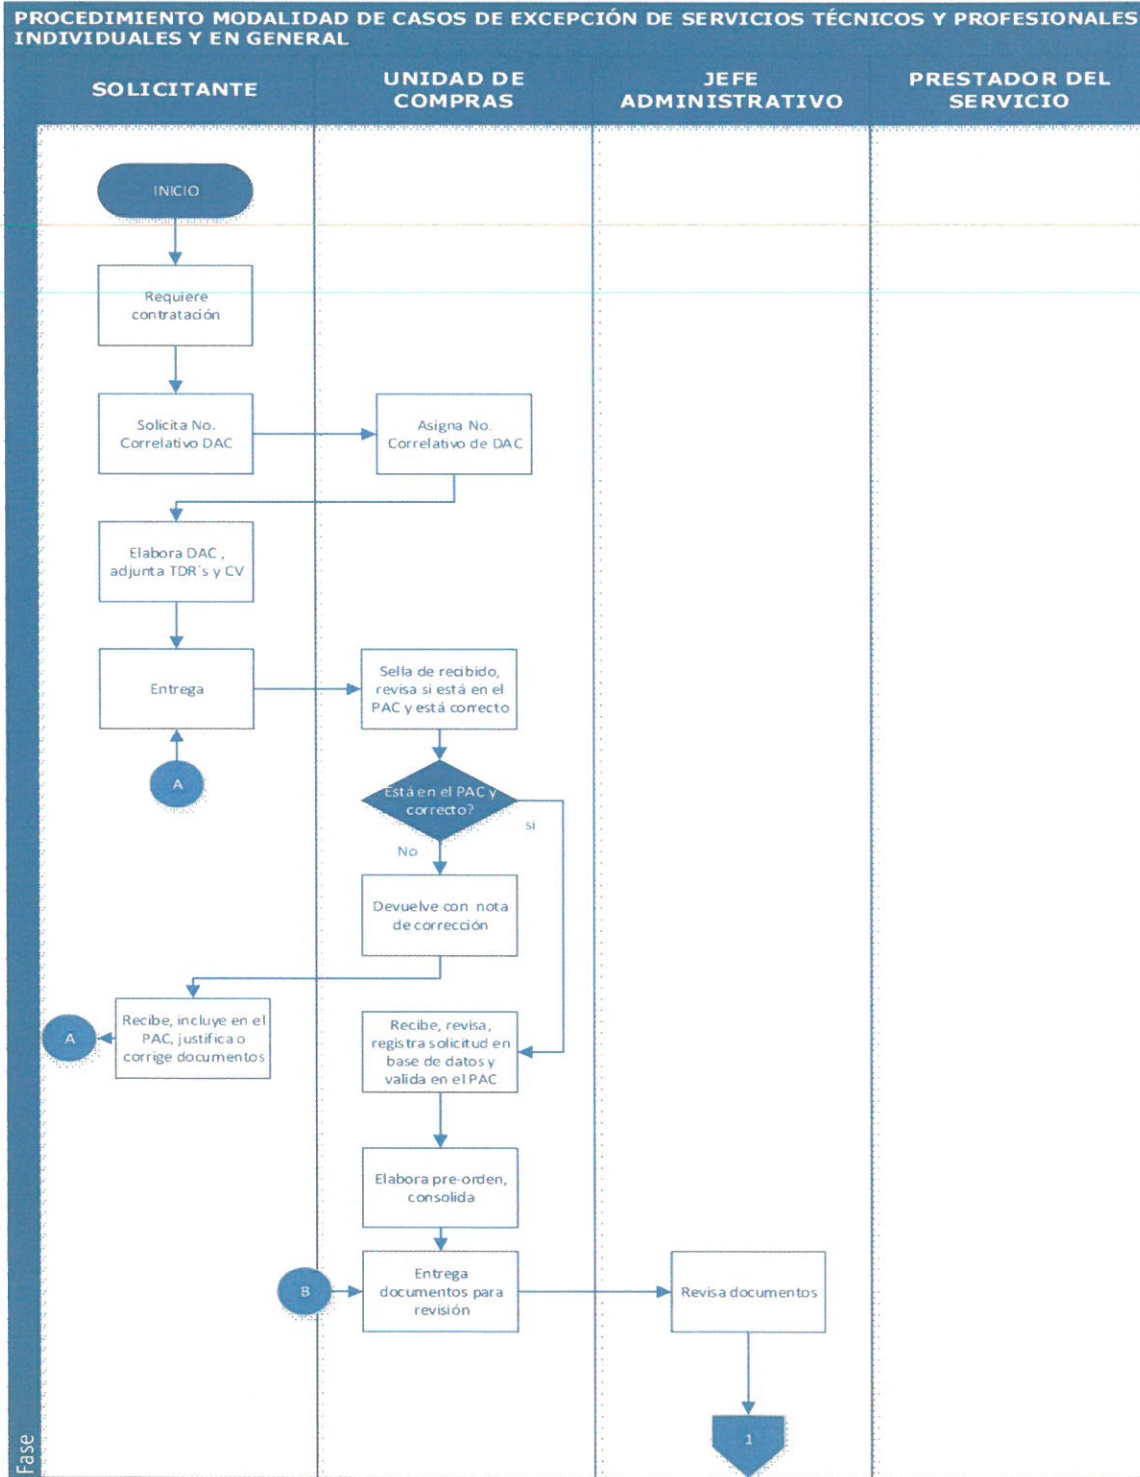 PROCEDIMIENTO MODALIDAD DE CASOS DE EXCEPCIÓN DE SERVICIOS TÉCNICOS Y PROFESIONALES
INDIVIDUALES Y EN GENERAL
SOLICITANTE
UNIDAD DE
COMPRAS
JEFE
ADMINISTRATIVO
PRESTADOR DEL
SERVICIO
INICIO
Requiere
contratación
Solicita No.
Correlativo DAC
Asigna No.
Correlativo de DAC
Elabora DAC ,
adjunta TDR´s y CV
Entrega
Sella de recibido,
revisa si está en el
PAC y está correcto
A
Está en el PAC y
correcto?
si
No
Devuelve con nota
de corrección
A
Recibe, incluye en el
PAC, justifica o
corrige documentos
Recibe, revisa,
registra solicitud en
base de datos y
valida en el PAC
Elabora pre-orden,
consolida
B
Entrega
documentos para
revisión
Revisa documentos
1
Fase